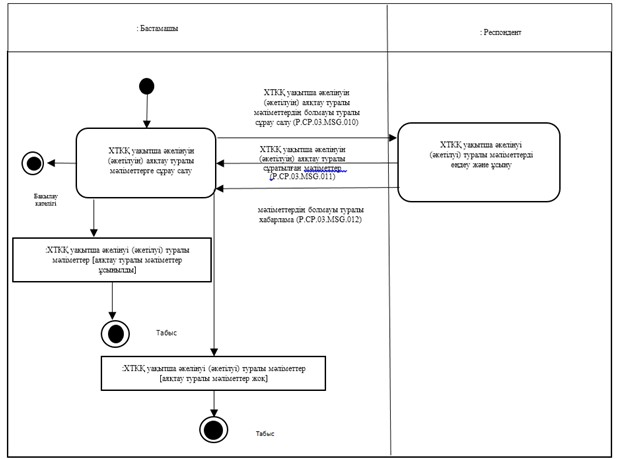 : Бастамашы
: Респондент
ХТКҚ уақытша әкелінуін
(әкетілуін) аяқтау туралы
мәліметтердің болмауы туралы
сұрау салу (P.CP.03.MSG.010)
ХТКҚ уақытша әкелінуін
(әкетілуін) аяқтау туралы
мәліметтерге сұрау салу
ХТКҚ уақытша әкелінуі
(әкетілуі) туралы мәліметтерді
өңдеу және ұсыну
ХТКҚ уақытша әкелінуін
(әкетілуін) аяқтау туралы
сұратылған мәліметтер
(P.CP.03.MSG.011)
Бақылау
қателігі
мәліметтердің болмауы туралы
хабарлама (P.CP.03.MSG.012)
:ХТКҚ уақытша әкелінуі (әкетілуі) туралы
мәліметтер [аяқтау туралы мәліметтер
ұсынылды]
Табыс
:ХТКҚ уақытша әкелінуі (әкетілуі) туралы мәліметтер
[аяқтау туралы мәліметтер жоқ]
Табыс